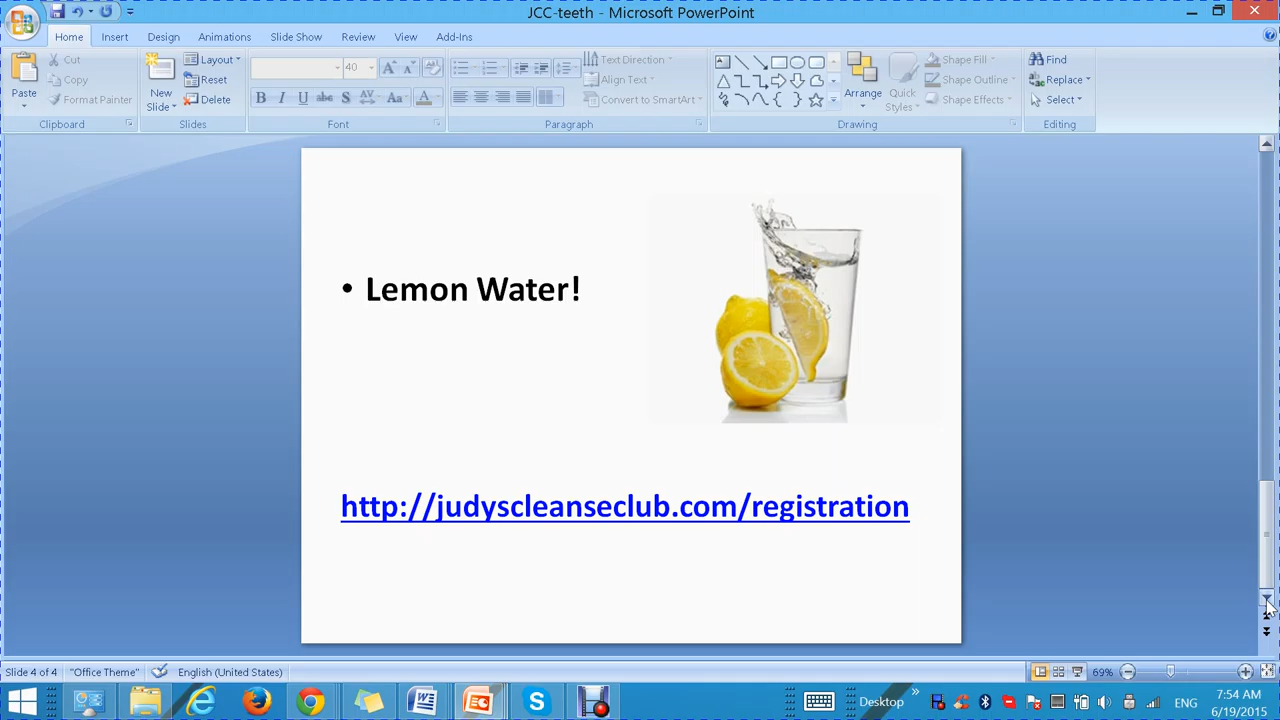 JCC-teeth - Microsoft PowerPoint
Home Insert Design Animations Slide Show Review View Add-Ins
Paste
Cut
Copy
Format Painter
Clipboard
New
Slide
Layout
Reset
Delete
Slides
40
B I U abc S AV Aa A
Font
Text Direction
Align Text
Convert to SmartArt
Paragraph
Arrange
Quick
Styles
Shape Fill
Shape Outline
Shape Effects
Drawing
Find
Replace
Select
Editing
• Lemon Water!
http://judyscleanseclub.com/registration
Slide 4 of 4 "Office Theme" English (United States) 69%
Desktop ENG 7:54 AM
6/19/2015